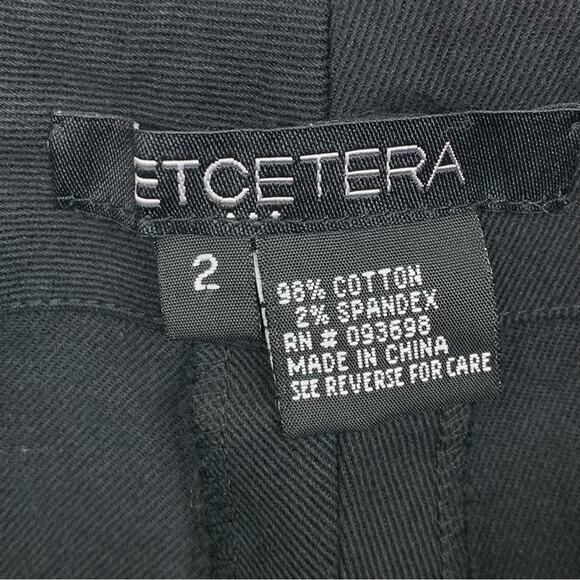 ETCETERA
2
98% COTTON
2% SPANDEX
RN # 093698
MADE IN CHINA
SEE REVERSE FOR CARE